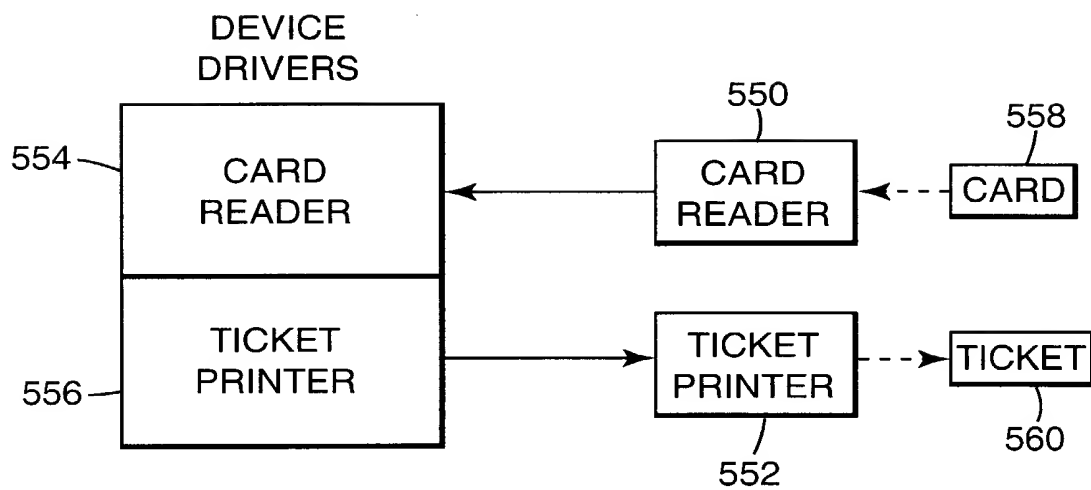 DEVICE
DRIVERS
550
558
554
CARD
READER
CARD
READER
CARD
TICKET
PRINTER
TICKET
PRINTER
TICKET
556
552
560